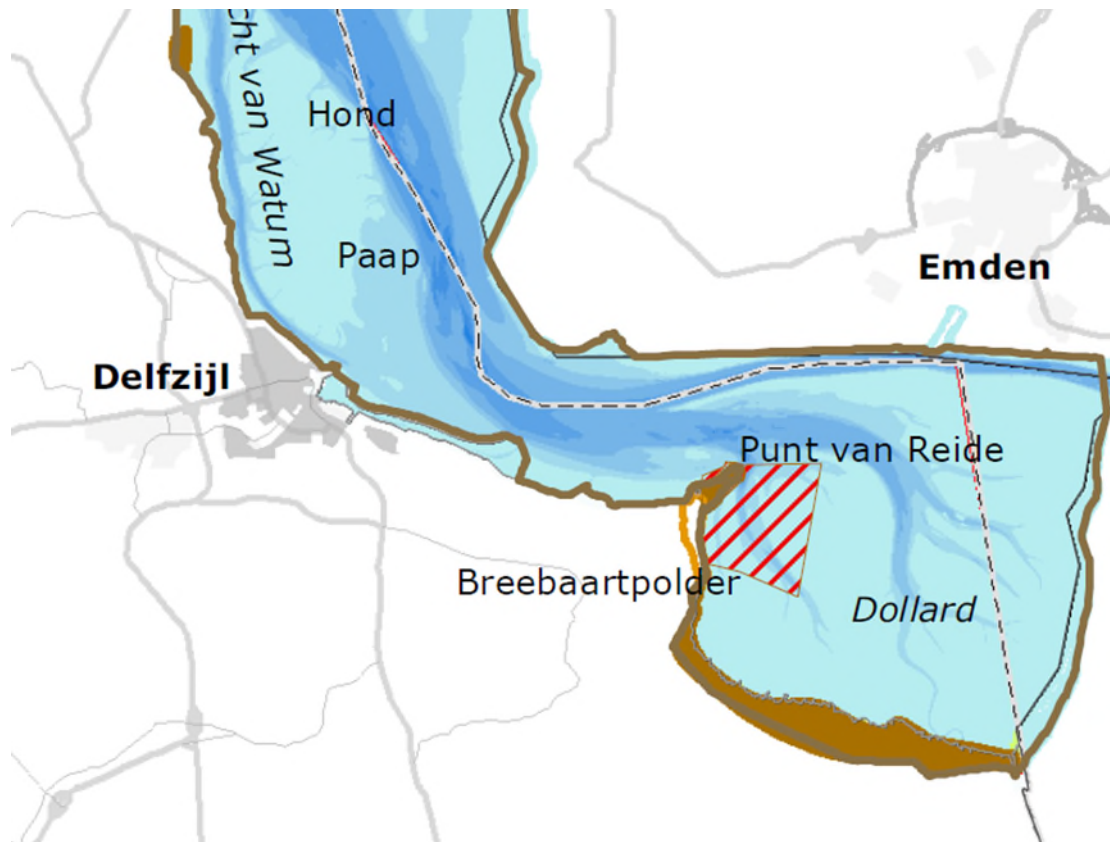 cht van Watum
Hond
Paap
Emden
Delfzijl
Punt van Reide
Breebaartpolder
Dollard